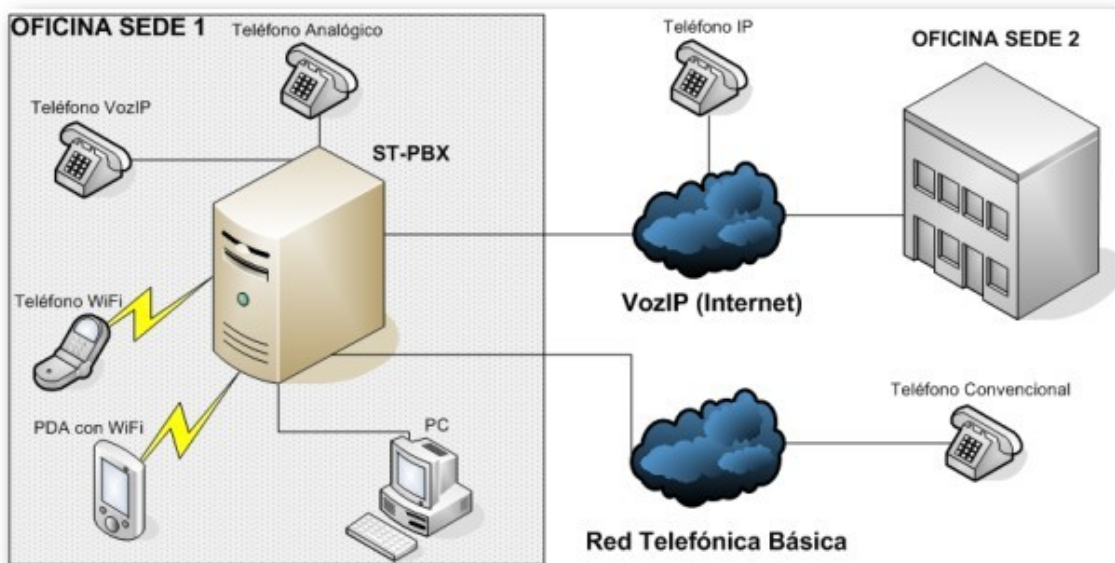 OFICINA SEDE 1
Teléfono Analógico
Teléfono VozIP
ST-PBX
Teléfono WiFi
PDA con WiFi
PC
Teléfono IP
OFICINA SEDE 2
VozIP (Internet)
Teléfono Convencional
Red Telefónica Básica